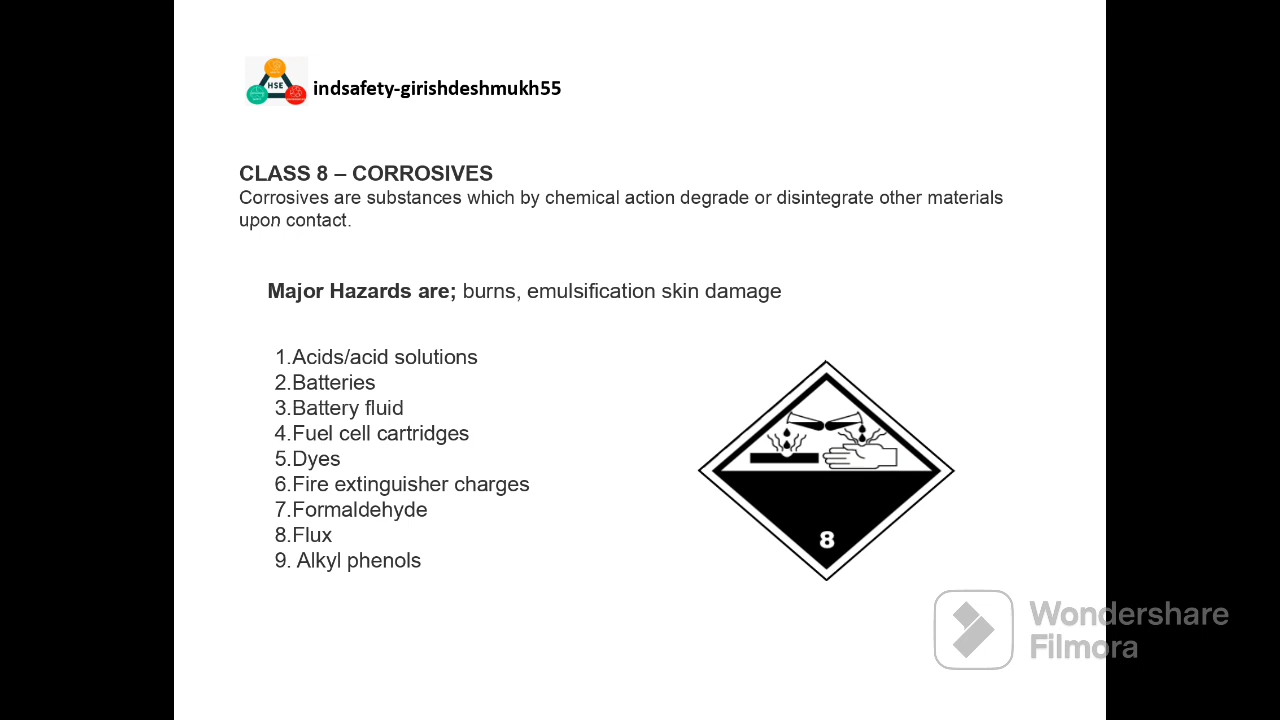 HSE
indsafety-girishdeshmukh55
CLASS 8 – CORROSIVES
Corrosives are substances which by chemical action degrade or disintegrate other materials
upon contact.
Major Hazards are; burns, emulsification skin damage
1.Acids/acid solutions
2.Batteries
3.Battery fluid
4.Fuel cell cartridges
5.Dyes
6.Fire extinguisher charges
7.Formaldehyde
8.Flux
9. Alkyl phenols
8
Wondershare
Filmora